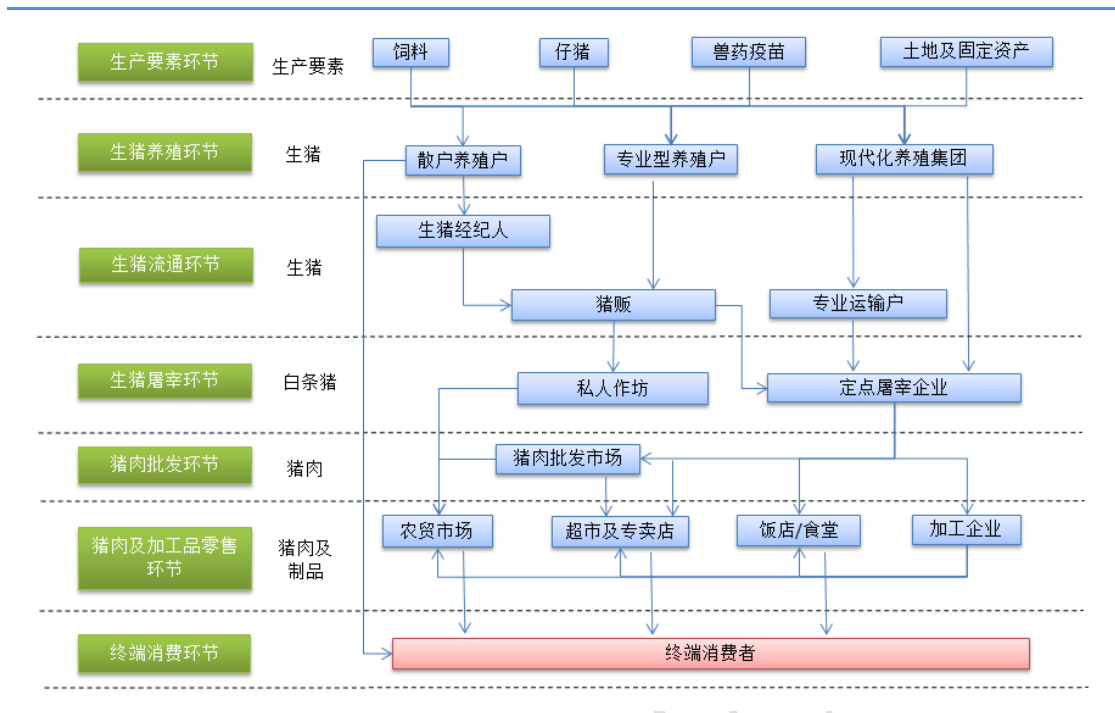 生产要素环节
生产要素
饲料
仔猪
兽药疫苗
土地及固定资产
生猪养殖环节
生猪
散户养殖户
专业型养殖户
现代化养殖集团
生猪经纪人
生猪流通环节
生猪
猪贩
专业运输户
生猪屠宰环节
白条猪
私人作坊
定点屠宰企业
猪肉批发环节
猪肉
猪肉批发市场
猪肉及加工品零售
环节
猪肉及
制品
农贸市场
超市及专卖店
饭店/食堂
加工企业
终端消费环节
终端消费者